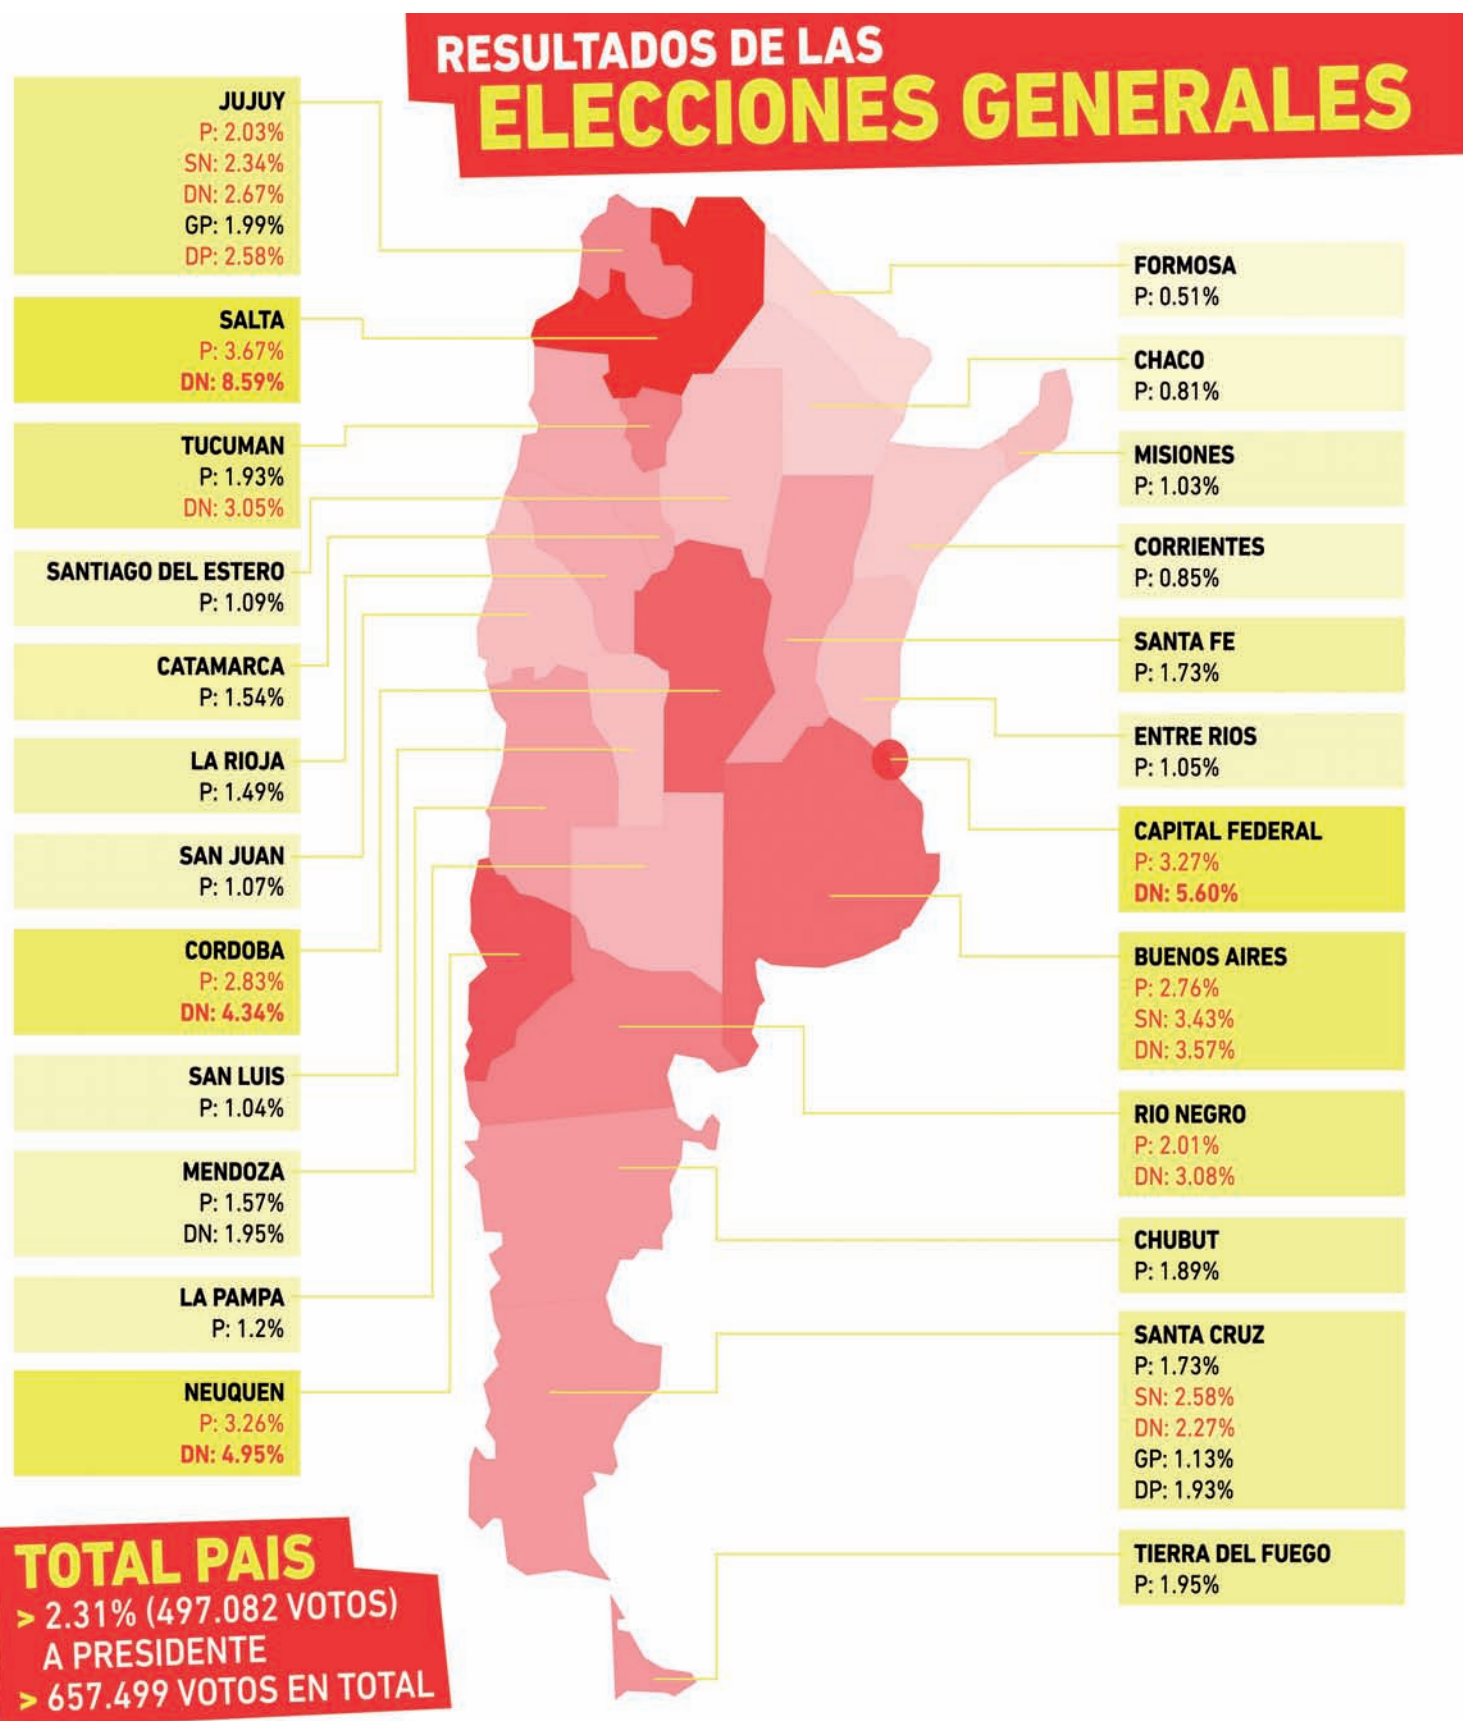 RESULTADOS DE LAS
ELECCIONES GENERALES
JUJUY
P: 2.03%
SN: 2.34%
DN: 2.67%
GP: 1.99%
DP: 2.58%
SALTA
P: 3.67%
DN: 8.59%
TUCUMAN
P: 1.93%
DN: 3.05%
SANTIAGO DEL ESTERO
P: 1.09%
CATAMARCA
P: 1.54%
LA RIOJA
P: 1.49%
SAN JUAN
P: 1.07%
CORDOBA
P: 2.83%
DN: 4.34%
SAN LUIS
P: 1.04%
MENDOZA
P: 1.57%
DN: 1.95%
LA PAMPA
P: 1.2%
NEUQUEN
P: 3.26%
DN: 4.95%
FORMOSA
P: 0.51%
CHACO
P: 0.81%
MISIONES
P: 1.03%
CORRIENTES
P: 0.85%
SANTA FE
P: 1.73%
ENTRE RIOS
P: 1.05%
CAPITAL FEDERAL
P: 3.27%
DN: 5.60%
BUENOS AIRES
P: 2.76%
SN: 3.43%
DN: 3.57%
RIO NEGRO
P: 2.01%
DN: 3.08%
CHUBUT
P: 1.89%
SANTA CRUZ
P: 1.73%
SN: 2.58%
DN: 2.27%
GP: 1.13%
DP: 1.93%
TIERRA DEL FUEGO
P: 1.95%
TOTAL PAIS
> 2.31% (497.082 VOTOS)
A PRESIDENTE
> 657.499 VOTOS EN TOTAL